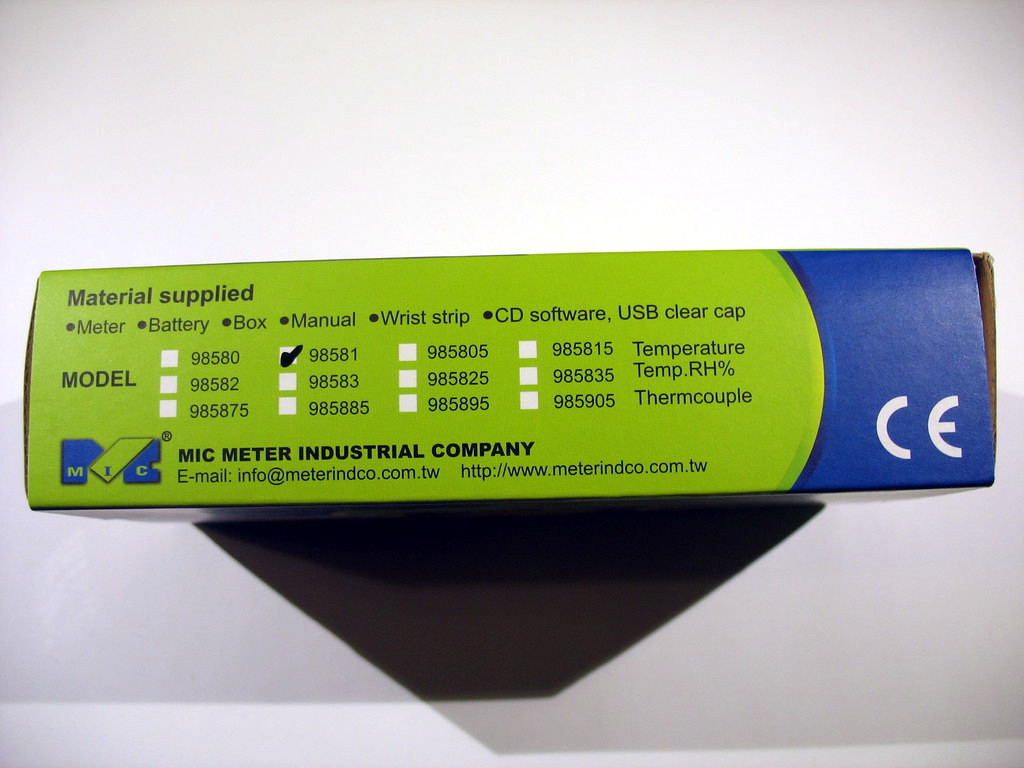 Material supplied
•Meter •Battery •Box •Manual •Wrist strip •CD software, USB clear cap
98580 98581 985805 985815 Temperature
MODEL 98582 98583 985825 985835 Temp.RH%
985875 985885 985895 985905 Thermcouple
MIC® MIC METER INDUSTRIAL COMPANY
E-mail: info@meterindco.com.tw http://www.meterindco.com.tw
CE